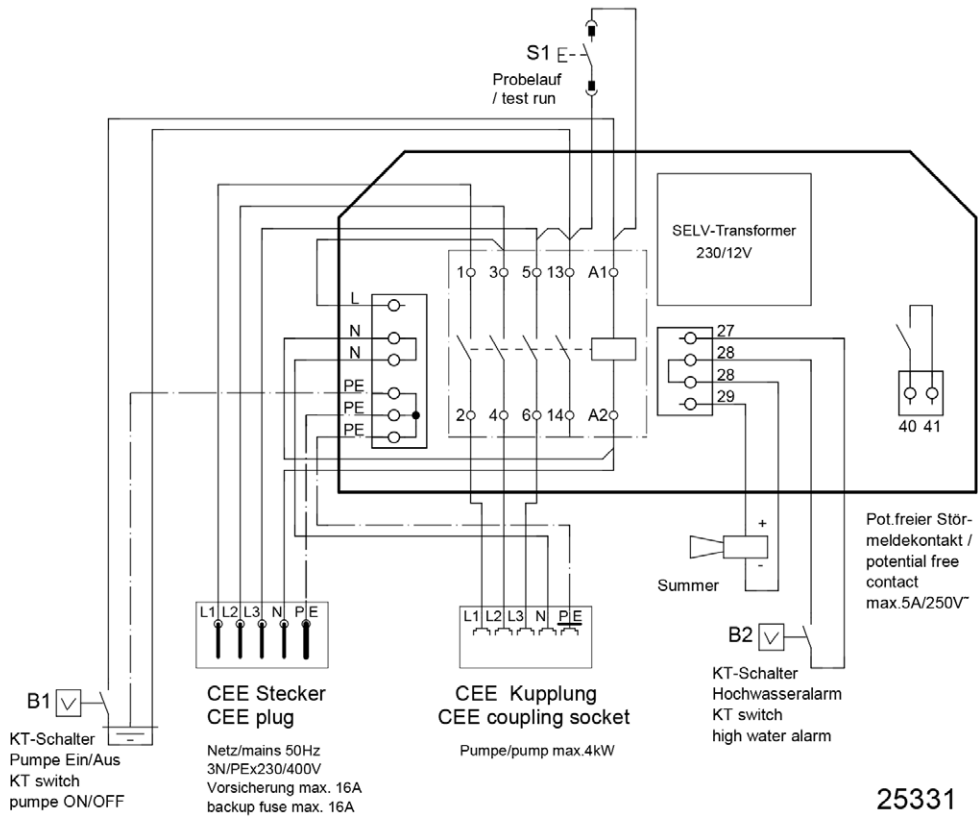 S1
Probelauf
/ test run
SELV-Transformer
230/12V
1 3 5 13 A1
L
N
N
PE
PE
PE
27
28
28
29
2 4 6 14 A2
40 41
+
-
Summer
Pot.freier Stör-
meldekontakt /
potential free
contact
max.5A/250V~
L1 L2 L3 N PE
CEE Stecker
CEE plug
Netz/mains 50Hz
3N/PEx230/400V
Vorsicherung max. 16A
backup fuse max. 16A
L1 L2 L3 N PE
CEE Kupplung
CEE coupling socket
Pumpe/pump max.4kW
B2
KT-Schalter
Hochwasseralarm
KT switch
high water alarm
B1
KT-Schalter
Pumpe Ein/Aus
KT switch
pumpe ON/OFF
25331